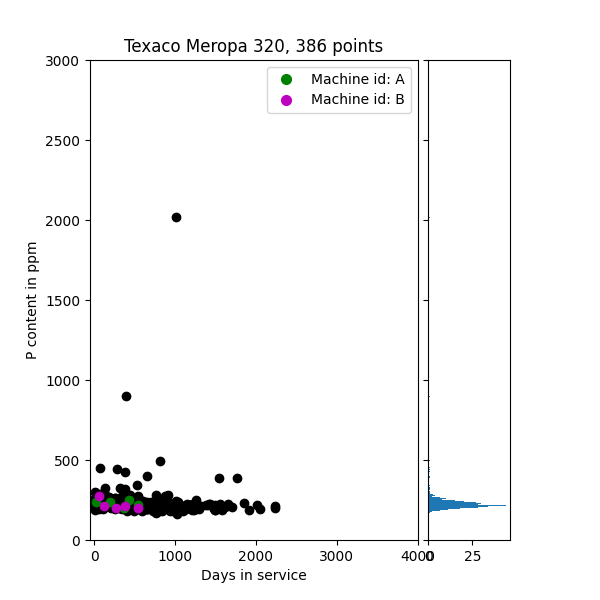 Texaco Meropa 320, 386 points
3000
2500
2000
1500
1000
500
0
P content in ppm
Machine id: A
Machine id: B
0
1000
2000
3000
4000
Days in service
0
25